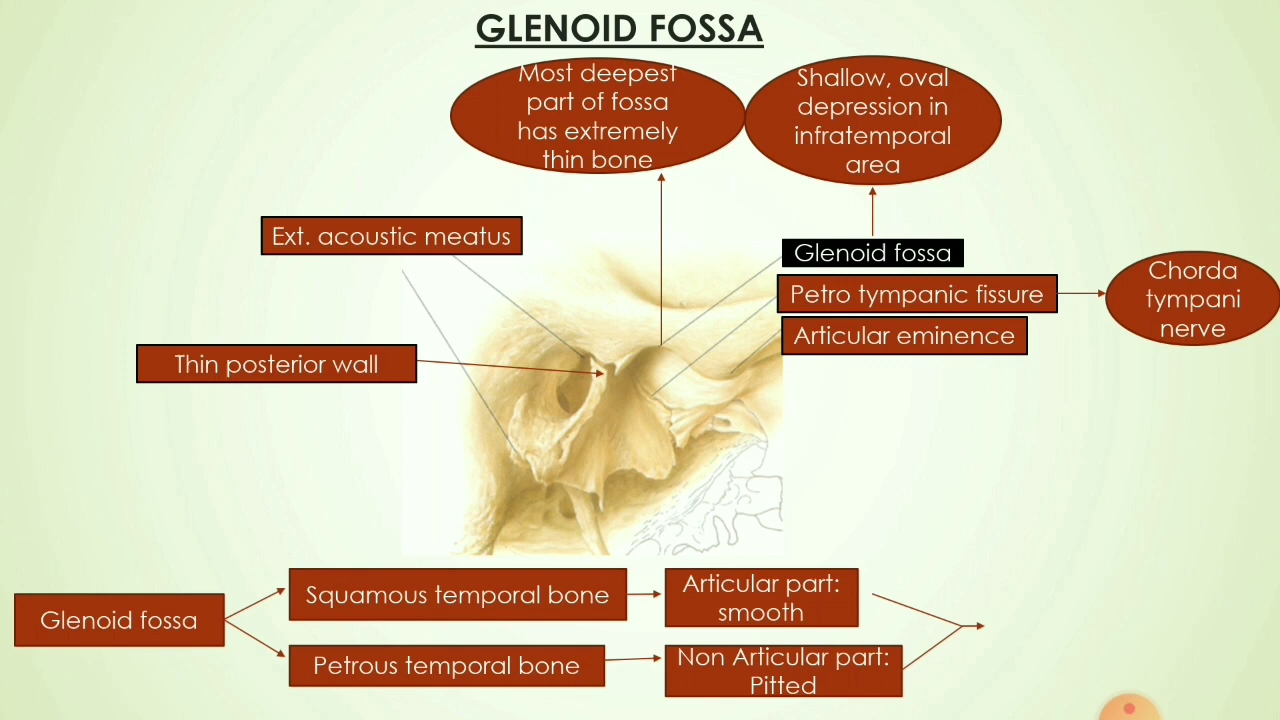 GLENOID FOSSA
Most deepest
part of fossa
has extremely
thin bone
Shallow, oval
depression in
infratemporal
area
Ext. acoustic meatus
Glenoid fossa
Petro tympanic fissure
Chorda
tympani
nerve
Articular eminence
Thin posterior wall
Glenoid fossa
Squamous temporal bone
Articular part:
smooth
Petrous temporal bone
Non Articular part:
Pitted